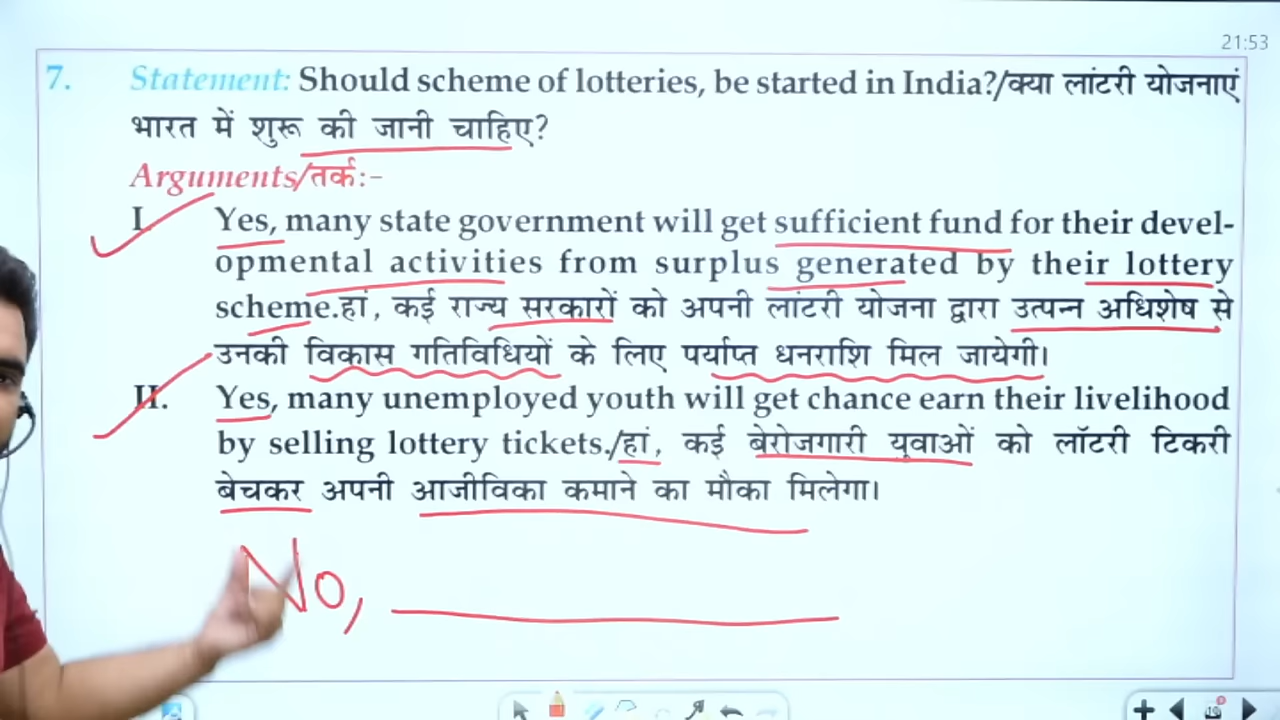 21:53
7. Statement: Should scheme of lotteries, be started in India?/क्या लांटरी योजनाएं
भारत में शुरू की जानी चाहिए?
Arguments/तर्क:-
I Yes, many state government will get sufficient fund for their devel-
opmental activities from surplus generated by their lottery
scheme.हां, कई राज्य सरकारों को अपनी लांटरी योजना द्वारा उत्पन्न अधिशेष से
उनकी विकास गतिविधियों के लिए पर्याप्त धनराशि मिल जायेगी।
II. Yes, many unemployed youth will get chance earn their livelihood
by selling lottery tickets./हां, कई बेरोजगारी युवाओं को लॉटरी टिकरी
बेचकर अपनी आजीविका कमाने का मौका मिलेगा।
No,